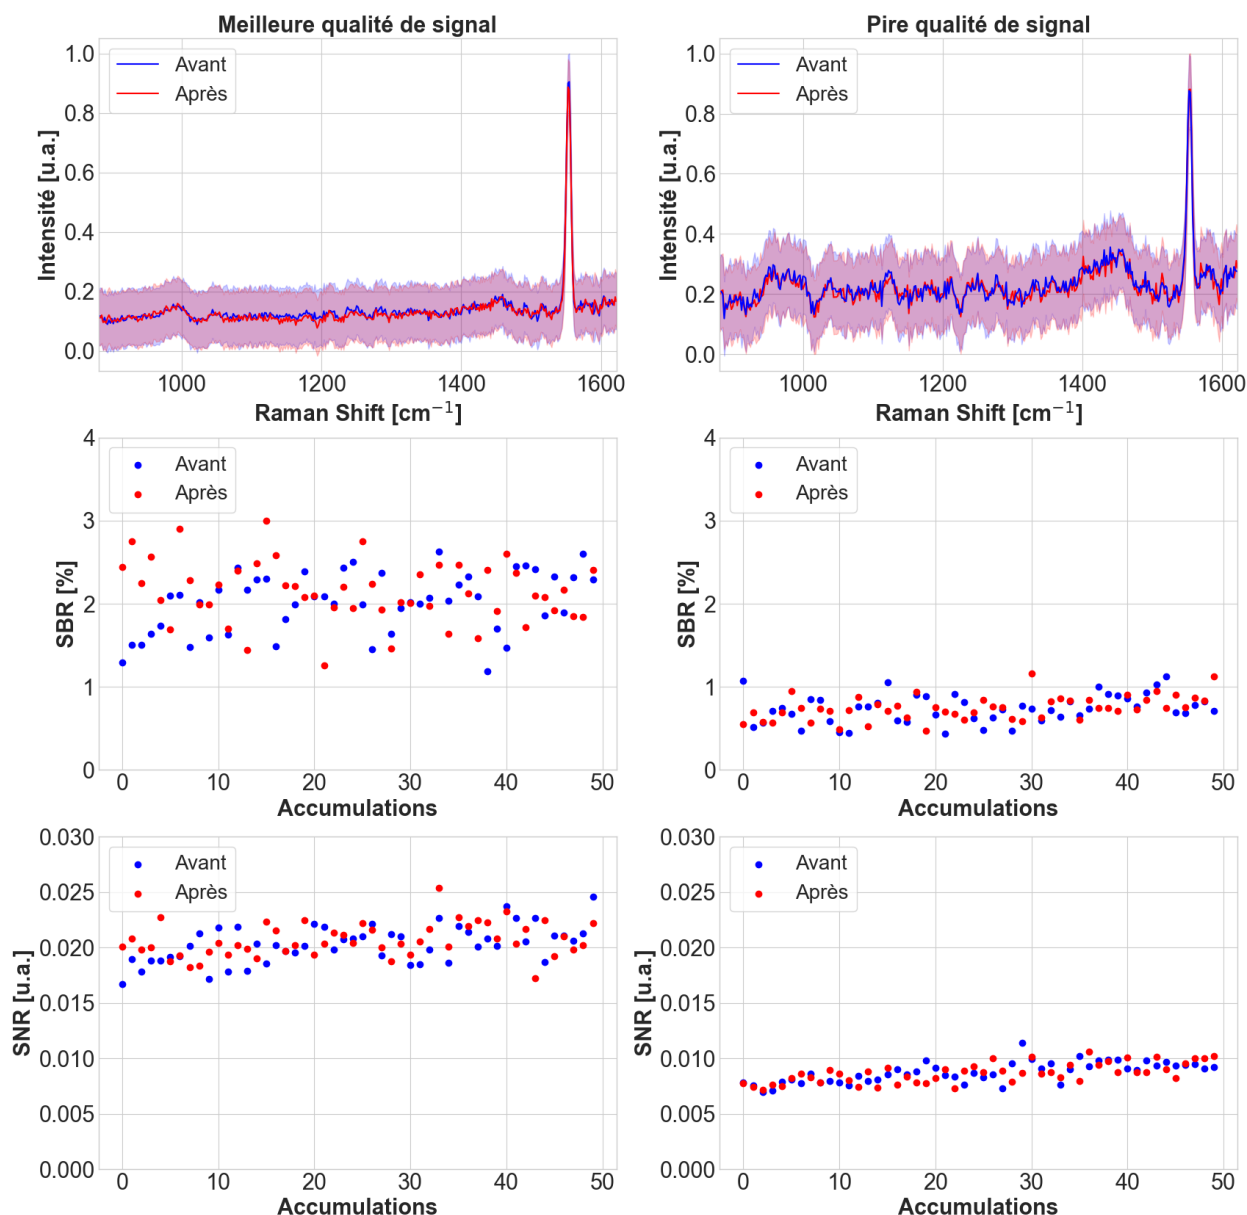 Meilleure qualité de signal
Pire qualité de signal
1.0
0.8
0.6
0.4
0.2
0.0
Intensité [u.a.]
Avant
Après
1000
1200
1400
1600
Raman Shift [cm⁻¹]
1.0
0.8
0.6
0.4
0.2
0.0
Intensité [u.a.]
Avant
Après
1000
1200
1400
1600
Raman Shift [cm⁻¹]
4
3
2
1
0
SBR [%]
Avant
Après
0
10
20
30
40
50
Accumulations
4
3
2
1
0
SBR [%]
Avant
Après
0
10
20
30
40
50
Accumulations
0.030
0.025
0.020
0.015
0.010
0.005
0.000
SNR [u.a.]
Avant
Après
0
10
20
30
40
50
Accumulations
0.030
0.025
0.020
0.015
0.010
0.005
0.000
SNR [u.a.]
Avant
Après
0
10
20
30
40
50
Accumulations